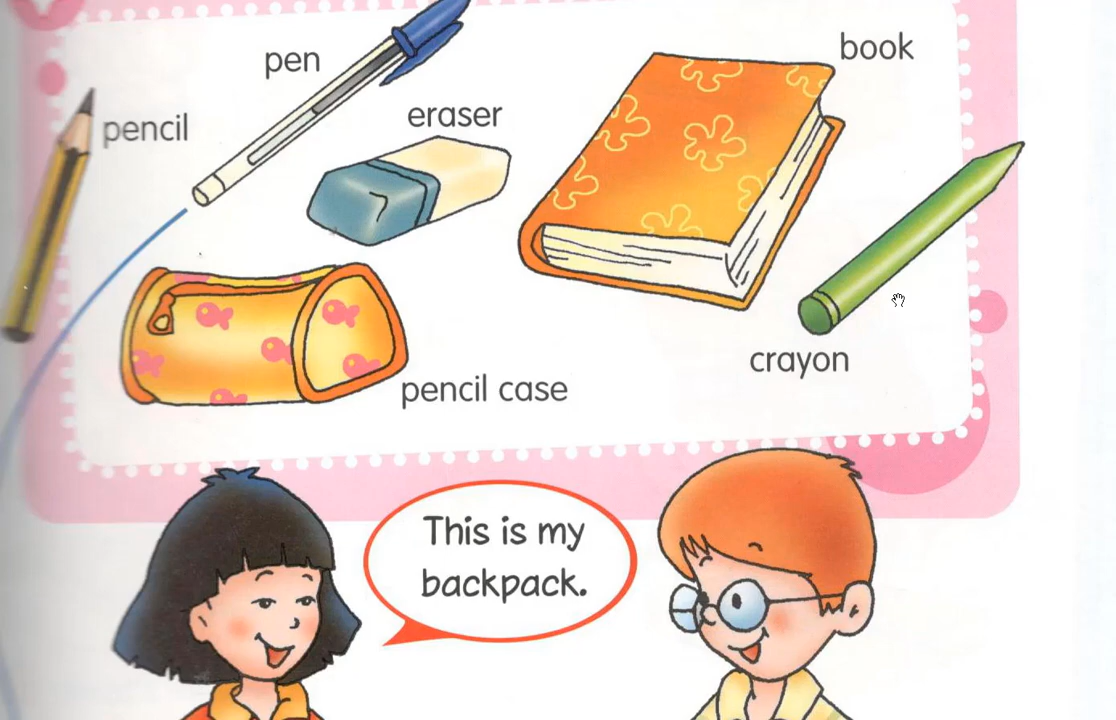 pen
book
eraser
pencil
crayon
pencil case
This is my
backpack.